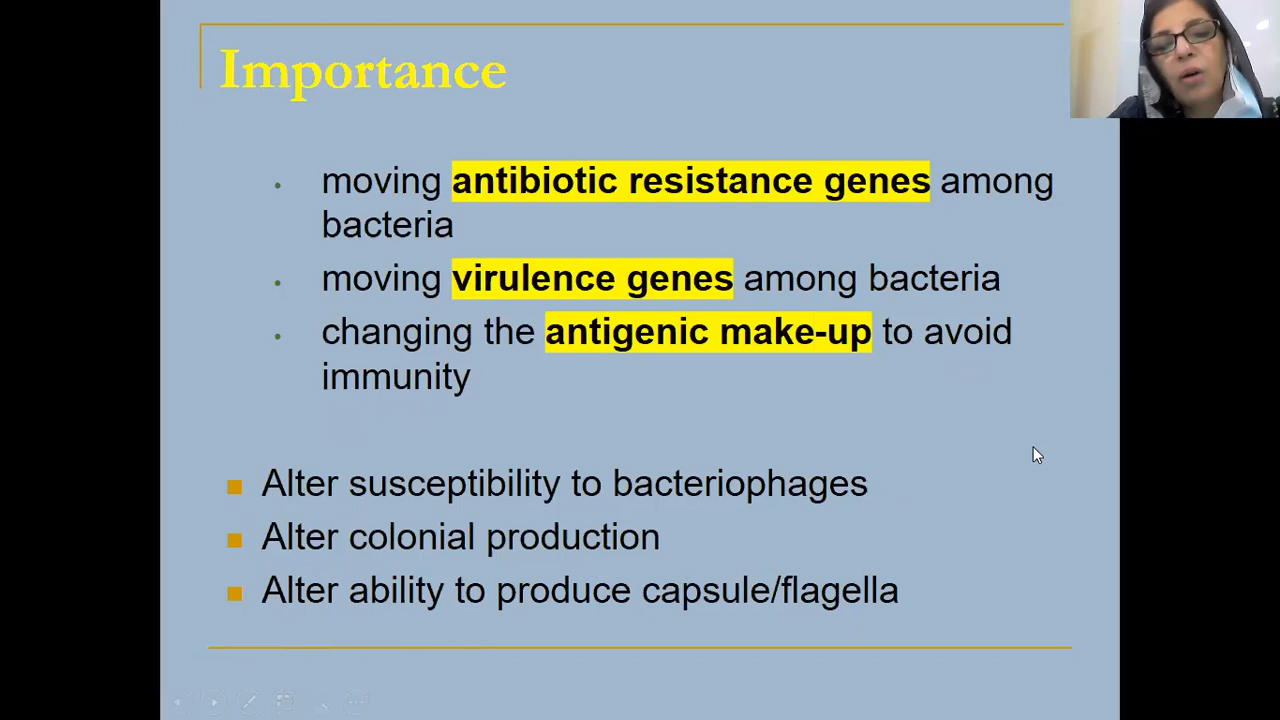 Importance
moving antibiotic resistance genes among
bacteria
moving virulence genes among bacteria
changing the antigenic make-up to avoid
immunity
Alter susceptibility to bacteriophages
Alter colonial production
Alter ability to produce capsule/flagella